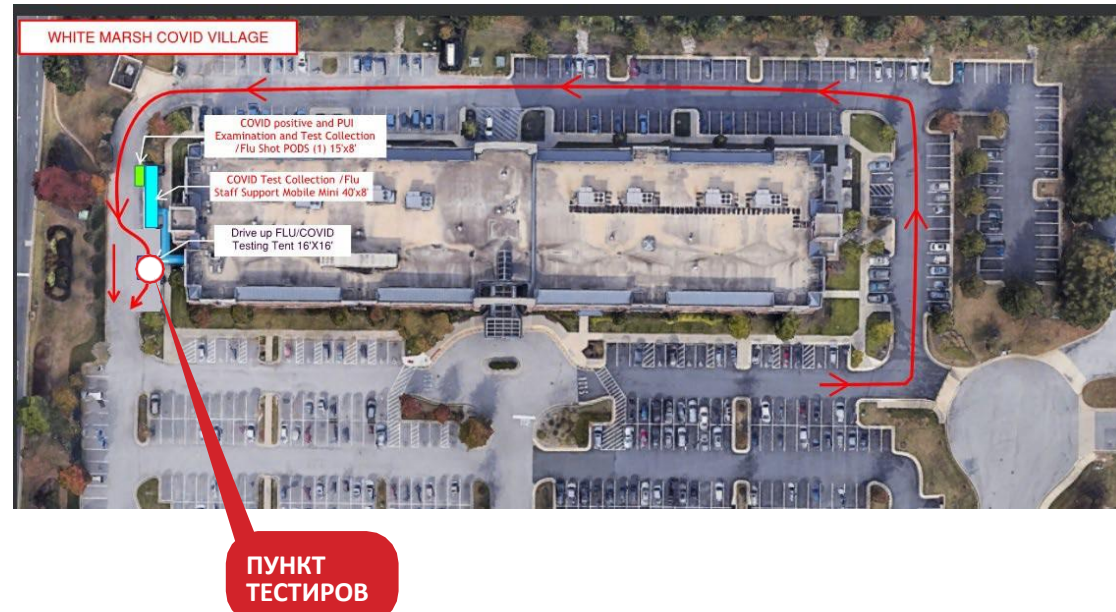 WHITE MARSH COVID VILLAGE
COVID positive and PUI
Examination and Test Collection
/Flu Shot PODS (1) 15'x8'
COVID Test Collection /Flu
Staff Support Mobile Mini 40'x8'
Drive up FLU/COVID
Testing Tent 16'X16'
ПУНКТ
ТЕСТИРОВ